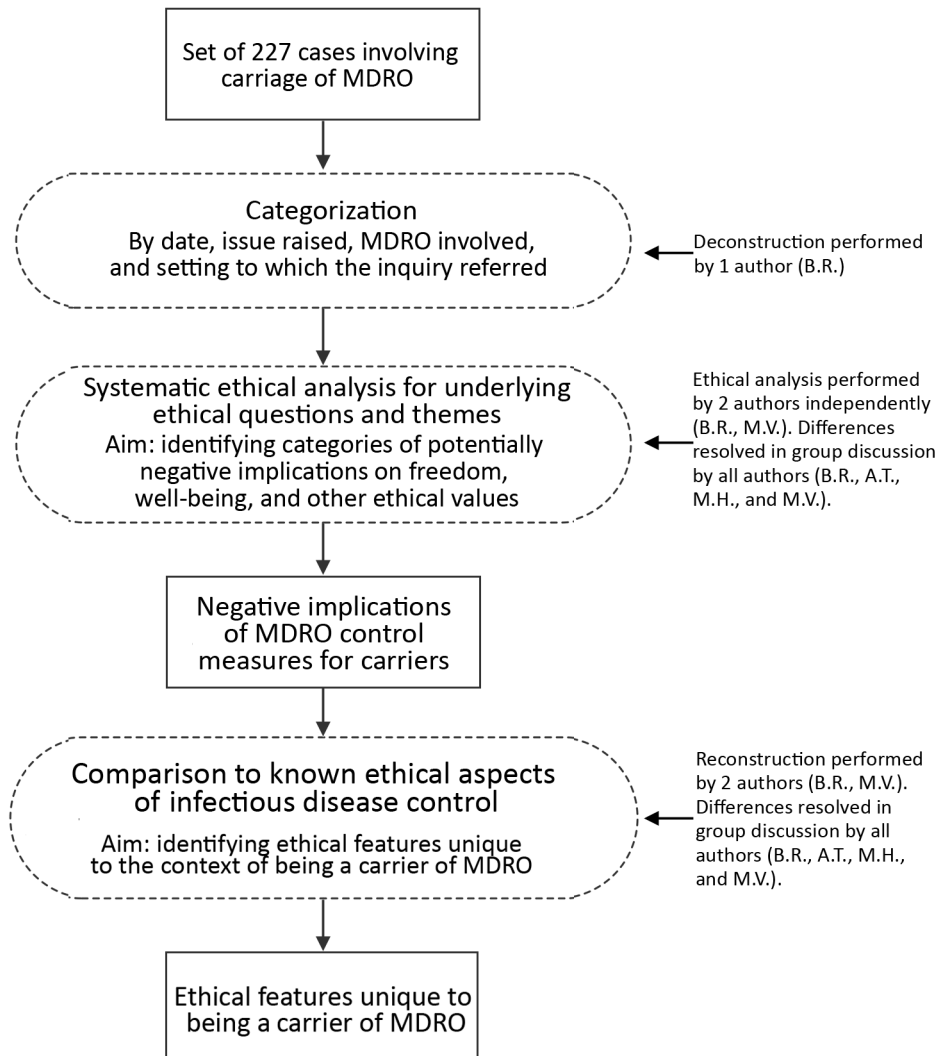 Set of 227 cases involving
carriage of MDRO
Categorization
By date, issue raised, MDRO involved,
and setting to which the inquiry referred
Deconstruction performed
by 1 author (B.R.)
Systematic ethical analysis for underlying
ethical questions and themes
Aim: identifying categories of potentially
negative implications on freedom,
well-being, and other ethical values
Ethical analysis performed
by 2 authors independently
(B.R., M.V.). Differences
resolved in group discussion
by all authors (B.R., A.T.,
M.H., and M.V.).
Negative implications
of MDRO control
measures for carriers
Comparison to known ethical aspects
of infectious disease control
Aim: identifying ethical features unique
to the context of being a carrier of MDRO
Reconstruction performed
by 2 authors (B.R., M.V.).
Differences resolved in
group discussion by all
authors (B.R., A.T., M.H.,
and M.V.).
Ethical features unique to
being a carrier of MDRO